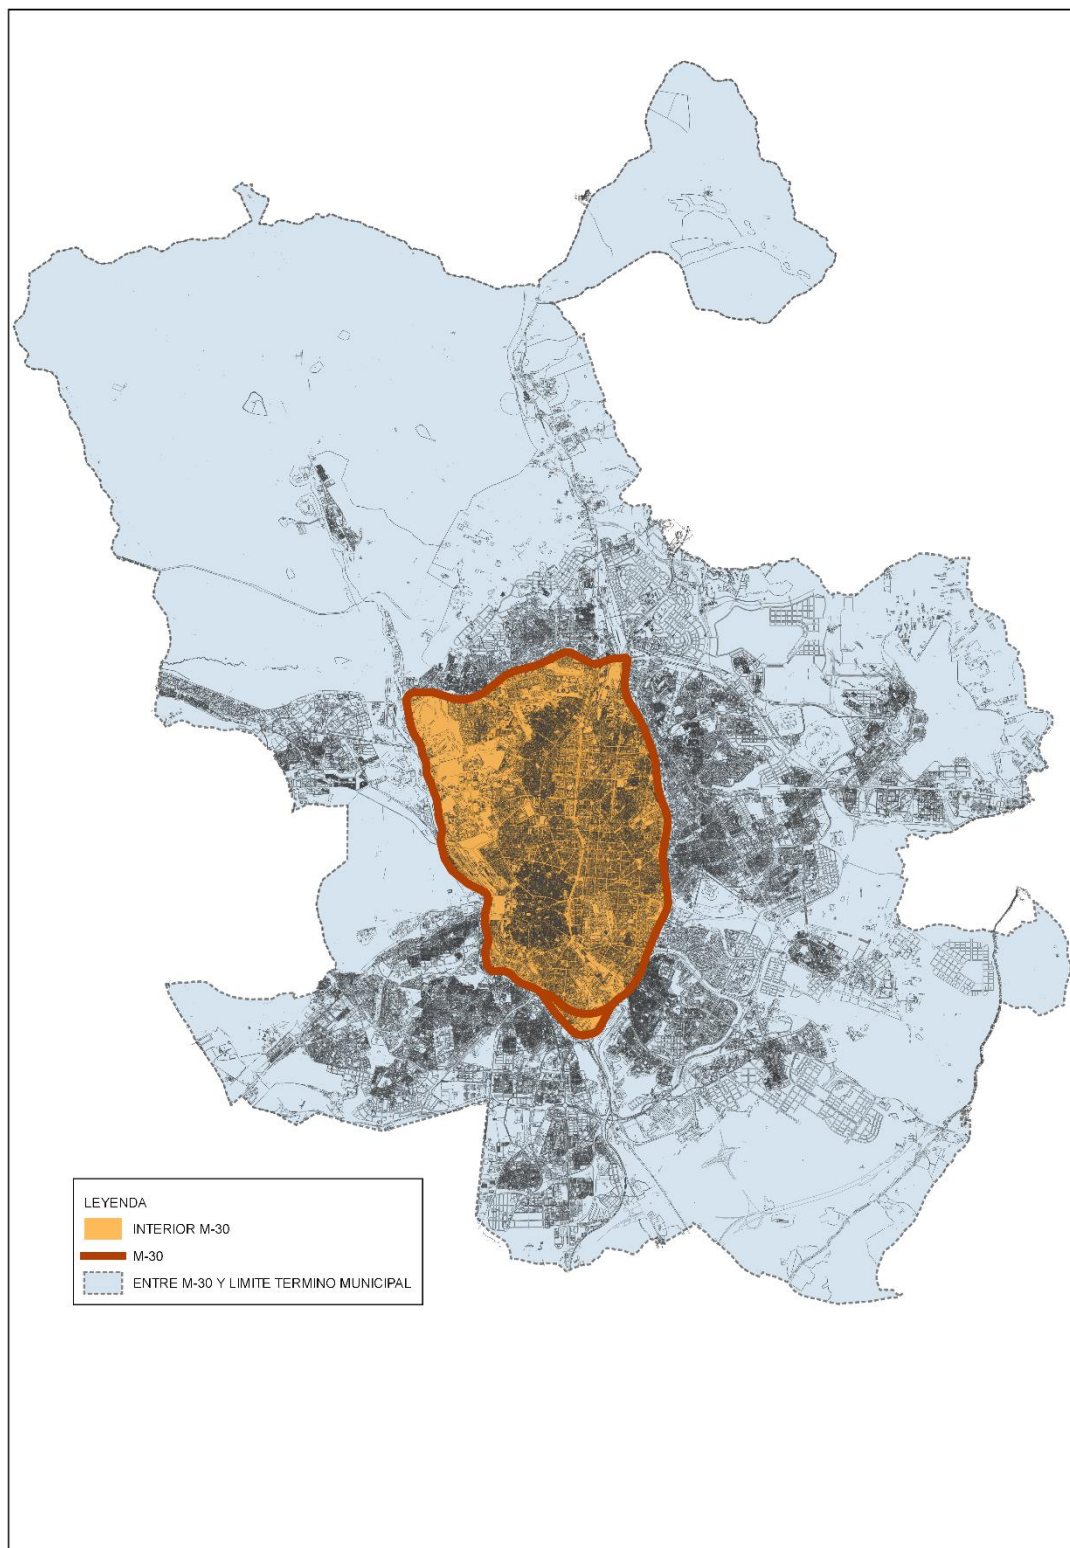 LEYENDA
INTERIOR M-30
M-30
ENTRE M-30 Y LIMITE TERMINO MUNICIPAL